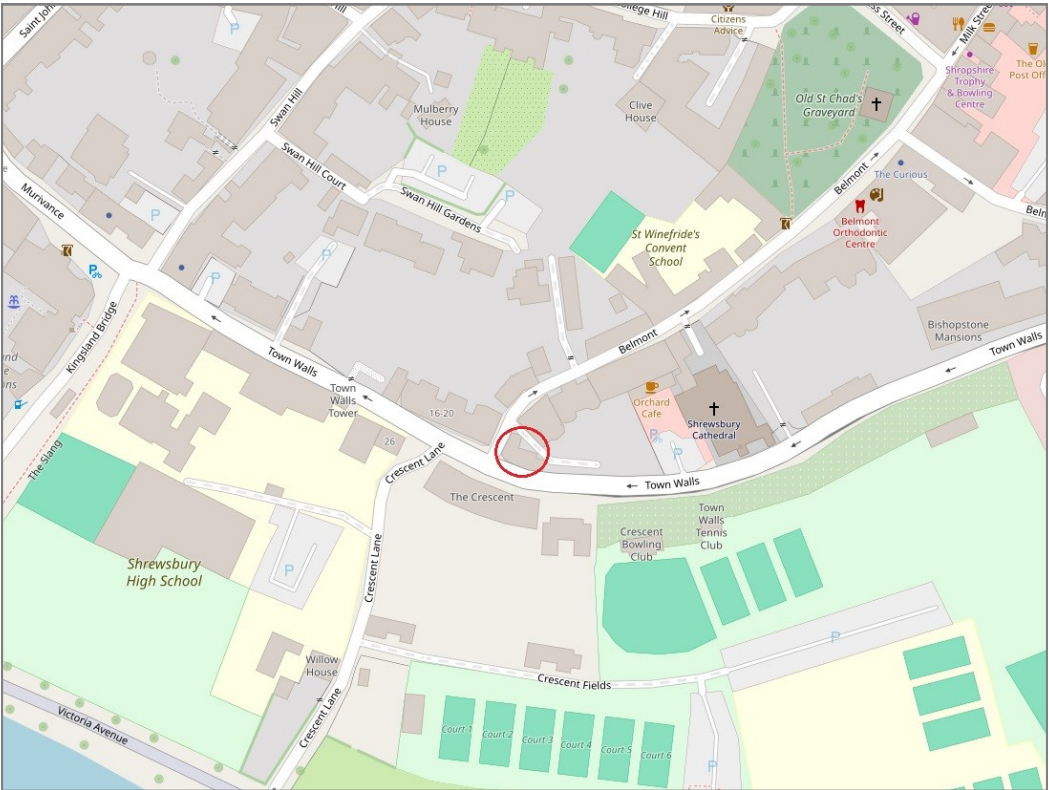 Saint John
Hill
College Hill
Citizens
Advice
Milk Street
Shropshire
Trophy
& Bowling
Centre
The Ol
Post Off
P
Swan Hill
Mulberry
House
Clive
House
Old St Chad's
Graveyard
Swan Hill Court
P
Swan Hill Gardens
P
Belmont
The Curious
Belm
Murivance
P
Belmont
Orthodontic
Centre
St Winefride's
Convent
School
P
P
P
Kingsland Bridge
Bishopstone
Mansions
Town Walls
Belmont
Town Walls
Town
Walls
Tower
16-20
Orchard
Cafe
Shrewsbury
Cathedral
P
P
26
Crescent Lane
The Slang
Town Walls
The Crescent
Town
Walls
Tennis
Club
Crescent
Bowling
Club
Shrewsbury
High School
P
Crescent Lane
P
Willow
House
Crescent Fields
Crescent Lane
Victoria Avenue
Court 1
Court 2
Court 3
Court 4
Court 5
Court 6
P